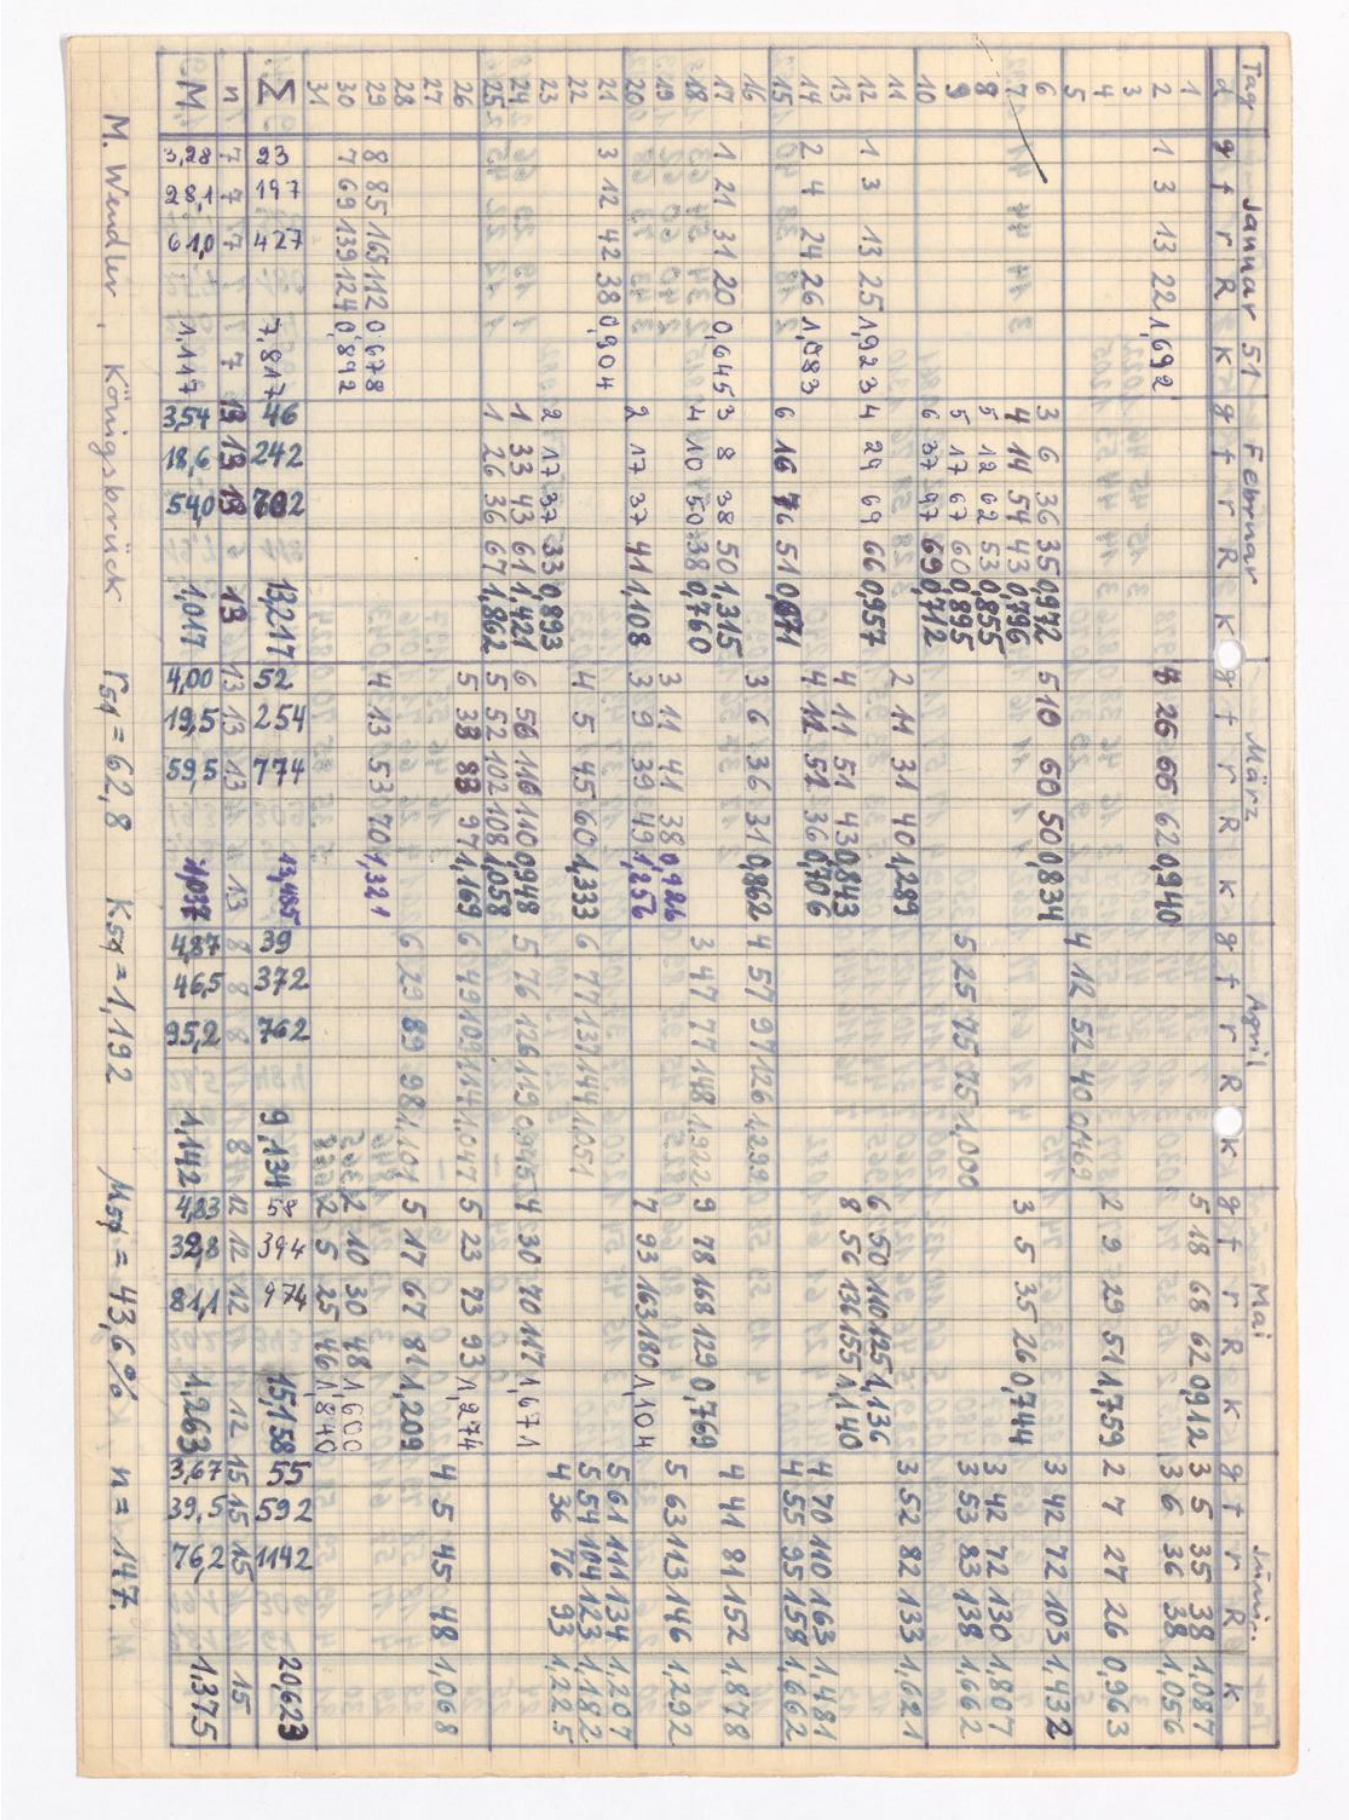 Tag Januar 51 Februar März April Mai Juni.
d g f r R K g f r R K g f r R K g f r R K g f r R K g f r R K
1 5 18 68 62 0,912 3 5 35 38 1,087
2 1 3 13 22 1,692 4 26 66 62 0,940 3 6 36 38 1,056
3
4 2 9 29 51 1,759 2 7 27 26 0,963
5 4 12 52 40 0,769
6 3 6 36 35 0,972 5 10 60 50 0,834 3 42 72 103 1,432
7 4 14 54 43 0,796 3 5 35 26 0,744
8 5 12 62 53 0,855 3 42 72 130 1,807
9 5 17 67 60 0,895 5 25 75 75 1,000 3 53 83 138 1,662
10 6 37 97 69 0,712
11 2 11 31 40 1,289 3 52 82 133 1,621
12 1 3 13 25 1,923 4 29 69 66 0,957 6 50 110 125 1,136
13 4 11 51 43 0,843 8 56 136 155 1,140
14 2 4 24 26 1,083 4 11 51 36 0,706 4 70 110 163 1,481
15 6 16 76 51 0,671 4 55 95 158 1,662
16 3 6 36 31 0,862 4 57 97 126 1,299
17 1 21 31 20 0,645 3 8 38 50 1,315 4 41 81 152 1,878
18 4 10 50 38 0,760 3 47 77 148 1,922 9 78 168 129 0,769
19 3 11 41 38 0,926 5 63 113 146 1,292
20 2 17 37 41 1,108 3 9 39 49 1,256 7 93 163 180 1,104
21 3 12 42 38 0,904 5 61 111 134 1,207
22 4 5 45 60 1,333 6 77 137 144 1,051 5 54 104 123 1,182
23 2 17 37 33 0,893 4 36 76 93 1,225
24 1 33 43 61 1,421 6 56 116 110 0,948 5 76 126 119 0,945 4 30 70 117 1,671
25 1 26 36 67 1,862 5 52 102 108 1,058
26 5 33 83 97 1,169 6 49 109 114 1,047 5 23 73 93 1,274
27 4 5 45 48 1,068
28 6 29 89 98 1,101 5 17 67 81 1,209
29 8 85 165 112 0,678 4 13 53 70 1,321
30 7 69 139 124 0,892 2 10 30 48 1,600
31 2 5 25 46 1,840
Σ 23 197 427 7,817 46 242 702 13,217 52 254 774 13,485 39 372 762 9,134 58 394 974 15,158 55 592 1142 20,623
n 7 7 7 7 13 13 13 13 13 13 13 13 8 8 8 8 12 12 12 12 15 15 15 15
M. 3,28 28,1 61,0 1,117 3,54 18,6 54,0 1,017 4,00 19,5 59,5 1,037 4,87 46,5 95,2 1,142 4,83 32,8 81,1 1,263 3,67 39,5 76,2 1,375
M. Wendler, Königsbrück r51 = 62,8 K51 = 1,192 M51 = 43,6% n = 147.